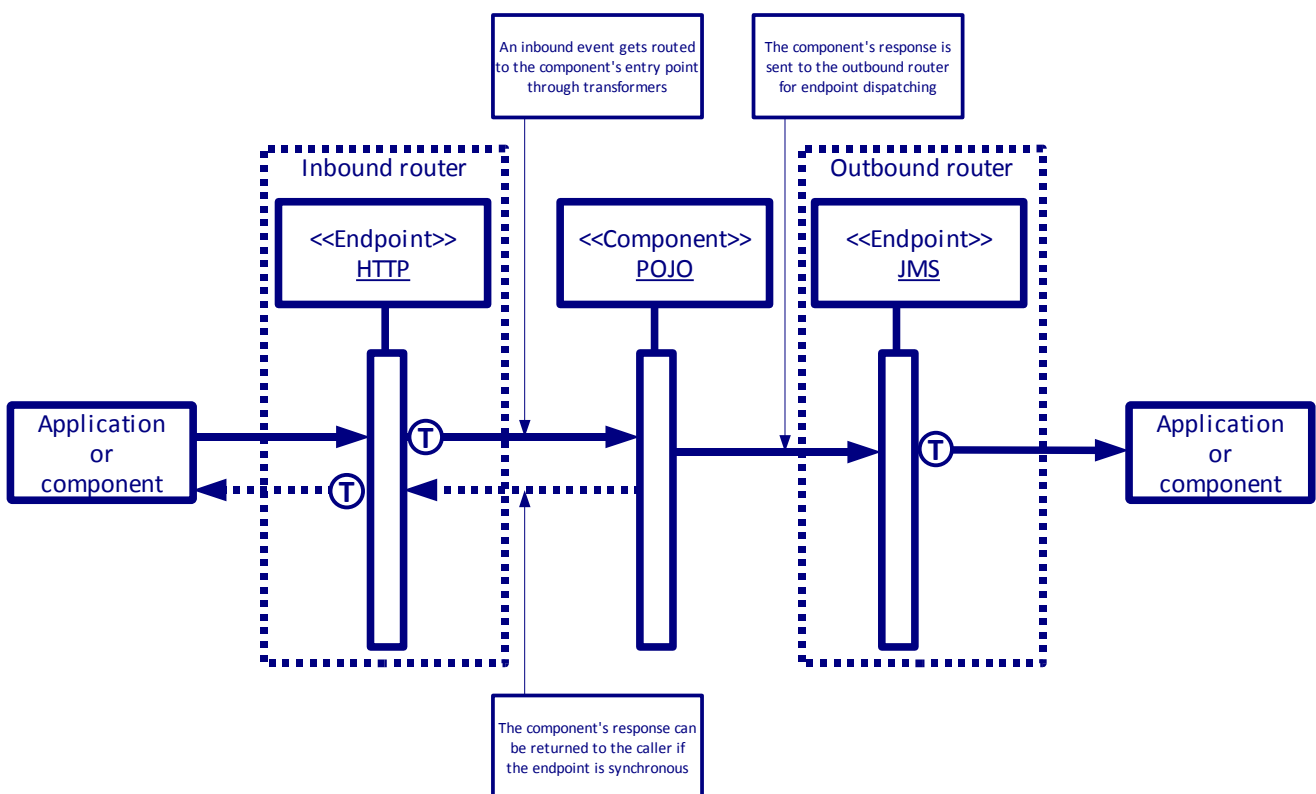 An inbound event gets routed
to the component's entry point
through transformers
The component's response is
sent to the outbound router
for endpoint dispatching
Inbound router
Outbound router
<<Endpoint>>
HTTP
<<Component>>
POJO
<<Endpoint>>
JMS
Application
or
component
T
T
T
Application
or
component
The component's response can
be returned to the caller if
the endpoint is synchronous